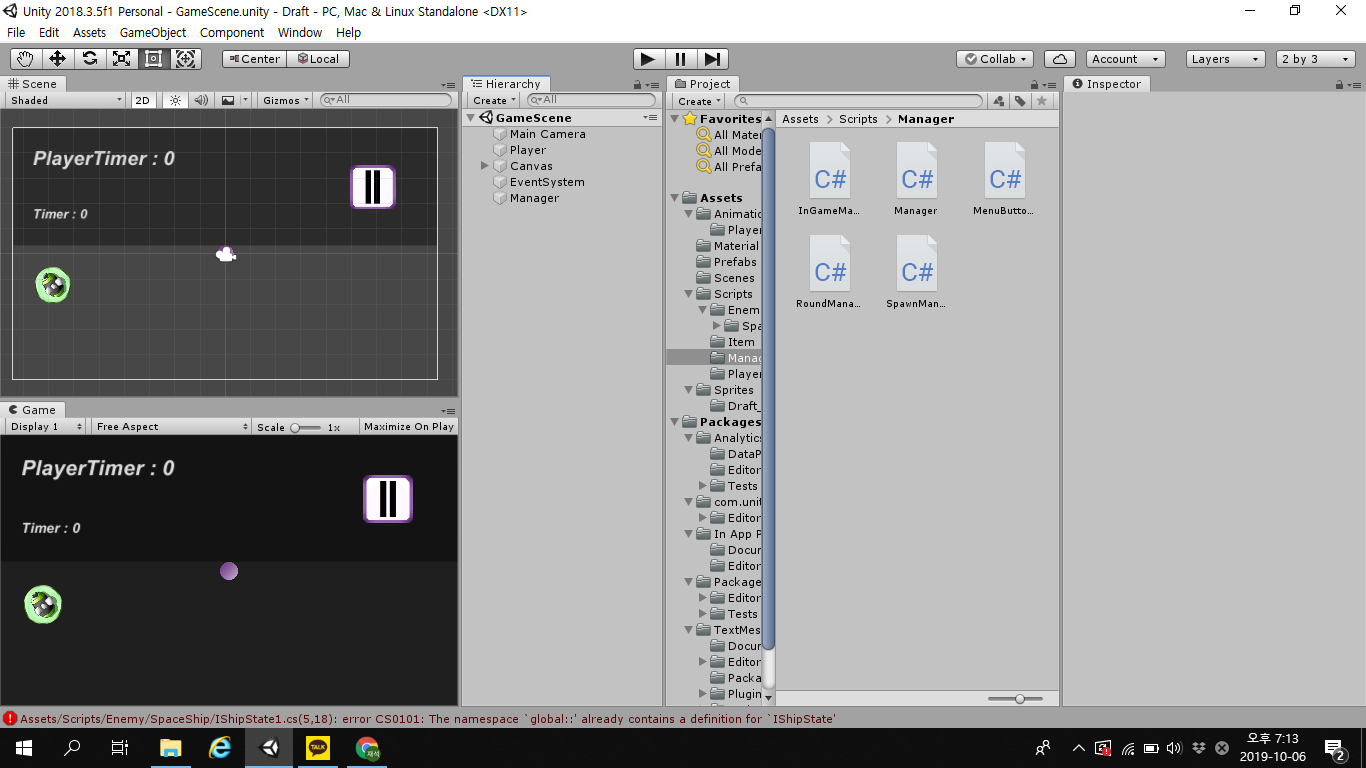 Unity 2018.3.5f1 Personal - GameScene.unity - Draft - PC, Mac & Linux Standalone <DX11>
File Edit Assets GameObject Component Window Help
Center Local Collab Account Layers 2 by 3
Scene
Shaded 2D Gizmos All
PlayerTimer : 0
Timer : 0
Game
Display 1 Free Aspect Scale 1x Maximize On Play
PlayerTimer : 0
Timer : 0
Hierarchy
Create All
GameScene
Main Camera
Player
Canvas
EventSystem
Manager
Project
Create
Favorites
All Mater
All Mode
All Prefa
Assets
Animatic
Player
Material
Prefabs
Scenes
Scripts
Enem
Spa
Item
Manag
Player
Sprites
Draft_
Packages
Analytics
DataP
Editor
Tests
com.unit
Editor
In App P
Docur
Editor
Package
Editor
Tests
TextMes
Docur
Editor
Packa
Plugin
Assets Scripts Manager
C# C# C#
InGameMa... Manager MenuButto...
C# C#
RoundMana... SpawnMan...
Inspector
Assets/Scripts/Enemy/SpaceShip/IShipState1.cs(5,18): error CS0101: The namespace `global::' already contains a definition for `IShipState'
TALK
재석
오후 7:13
2019-10-06
2